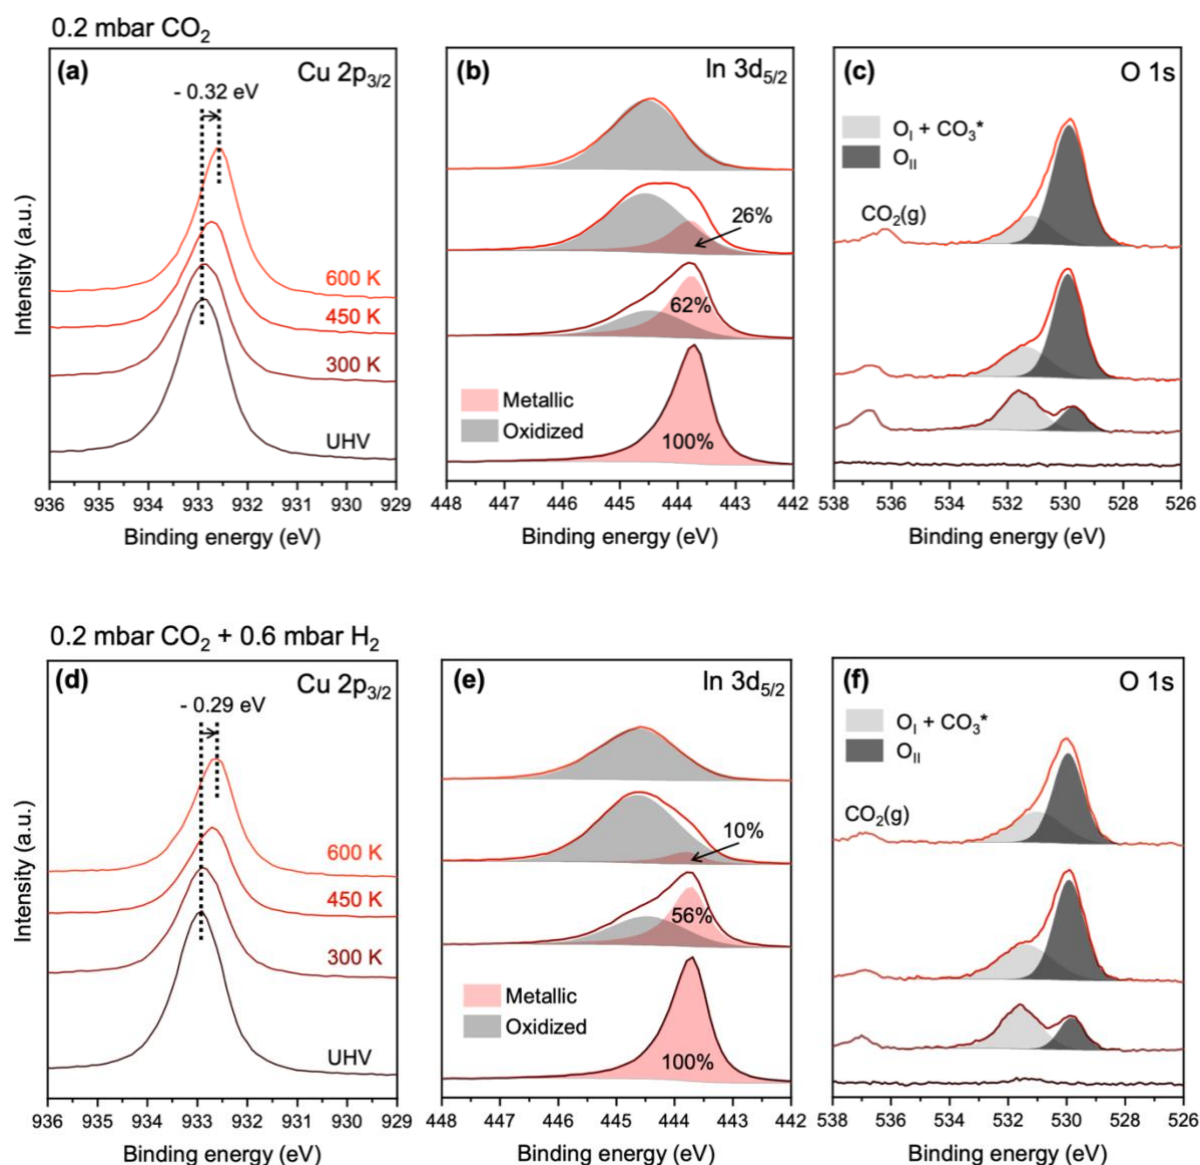 0.2 mbar CO₂
(a) Cu 2p₃/₂
- 0.32 eV
600 K
450 K
300 K
UHV
Intensity (a.u.)
936 935 934 933 932 931 930 929
Binding energy (eV)
(b) In 3d₅/₂
26%
62%
Metallic
Oxidized
100%
448 447 446 445 444 443 442
Binding energy (eV)
(c) O 1s
Oᴵ + CO₃*
Oᴵᴵ
CO₂(g)
538 536 534 532 530 528 526
Binding energy (eV)
0.2 mbar CO₂ + 0.6 mbar H₂
(d) Cu 2p₃/₂
- 0.29 eV
600 K
450 K
300 K
UHV
Intensity (a.u.)
936 935 934 933 932 931 930 929
Binding energy (eV)
(e) In 3d₅/₂
10%
56%
Metallic
Oxidized
100%
448 447 446 445 444 443 442
Binding energy (eV)
(f) O 1s
Oᴵ + CO₃*
Oᴵᴵ
CO₂(g)
538 536 534 532 530 528 526
Binding energy (eV)